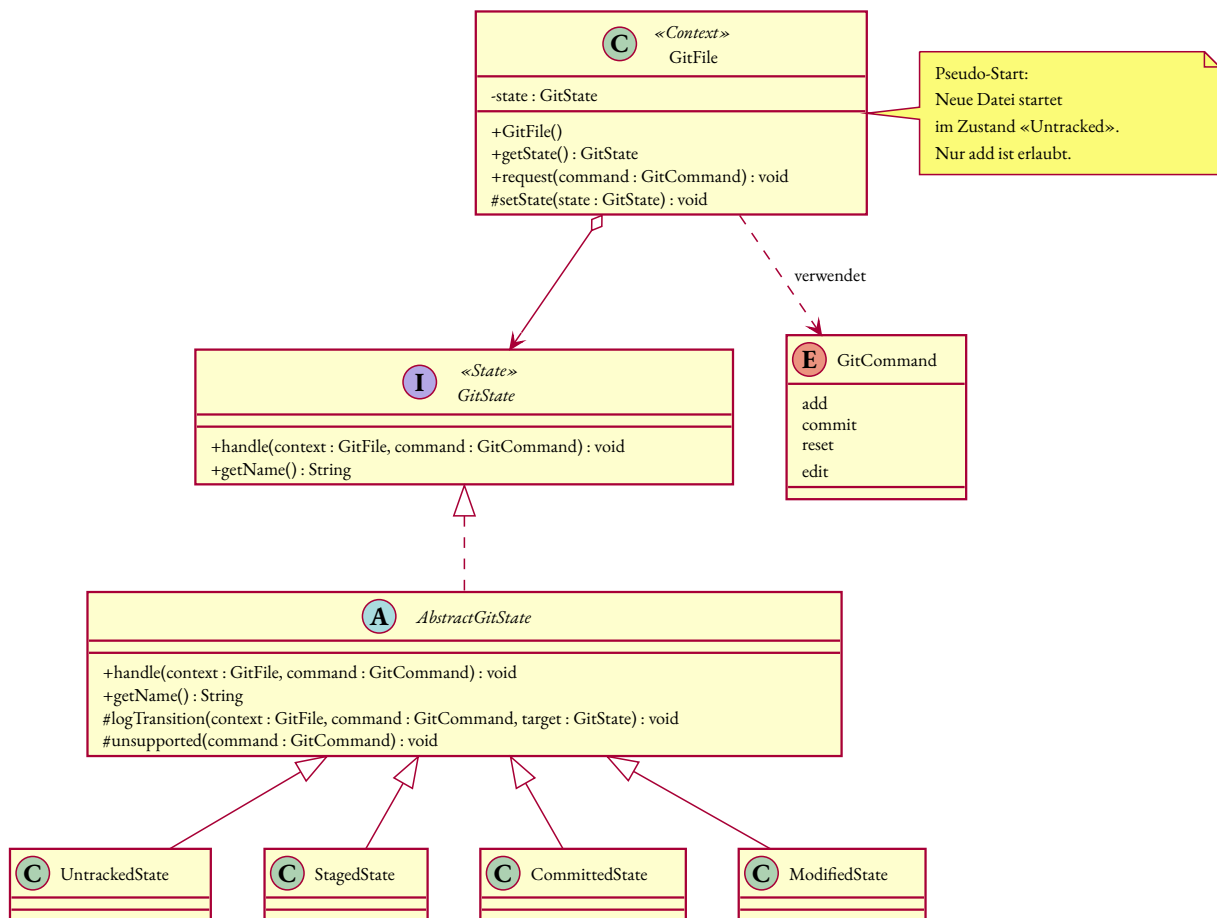 C
«Context»
GitFile
-state : GitState
+GitFile()
+getState() : GitState
+request(command : GitCommand) : void
#setState(state : GitState) : void
Pseudo-Start:
Neue Datei startet
im Zustand «Untracked».
Nur add ist erlaubt.
verwendet
I
«State»
GitState
+handle(context : GitFile, command : GitCommand) : void
+getName() : String
E GitCommand
add
commit
reset
edit
A AbstractGitState
+handle(context : GitFile, command : GitCommand) : void
+getName() : String
#logTransition(context : GitFile, command : GitCommand, target : GitState) : void
#unsupported(command : GitCommand) : void
C UntrackedState
C StagedState
C CommittedState
C ModifiedState